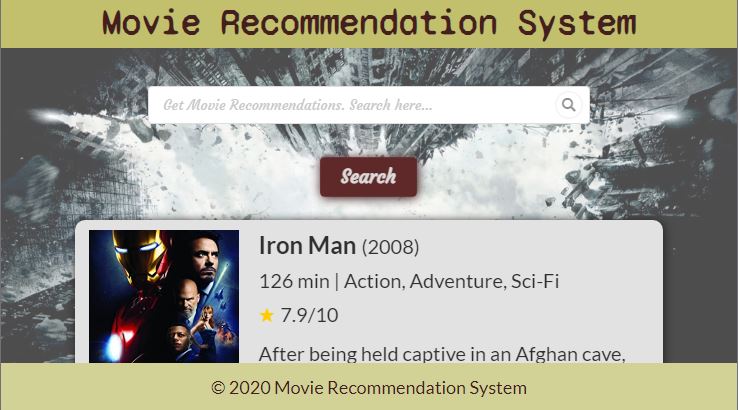 Movie Recommendation System
Get Movie Recommendations. Search here...
Search
Iron Man (2008)
126 min | Action, Adventure, Sci-Fi
★ 7.9/10
After being held captive in an Afghan cave,
© 2020 Movie Recommendation System